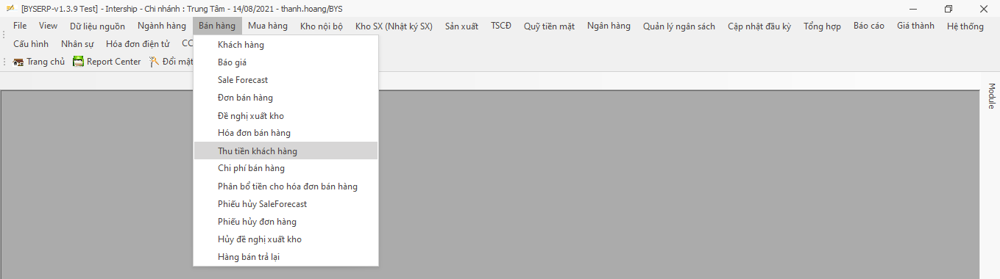 [BYSERP-v1.3.9 Test] - Intership - Chi nhánh : Trung Tâm - 14/08/2021 - thanh.hoang/BYS
File View Dữ liệu nguồn Ngành hàng Bán hàng Mua hàng Kho nội bộ Kho SX (Nhật ký SX) Sản xuất TSCĐ Quỹ tiền mặt Ngân hàng Quản lý ngân sách Cập nhật đầu kỳ Tổng hợp Báo cáo Giá thành Hệ thống
Cấu hình Nhân sự Hóa đơn điện tử
Trang chủ Report Center Đổi mật
Khách hàng
Báo giá
Sale Forecast
Đơn bán hàng
Đề nghị xuất kho
Hóa đơn bán hàng
Thu tiền khách hàng
Chi phí bán hàng
Phân bổ tiền cho hóa đơn bán hàng
Phiếu hủy SaleForecast
Phiếu hủy đơn hàng
Hủy đề nghị xuất kho
Hàng bán trả lại
Module